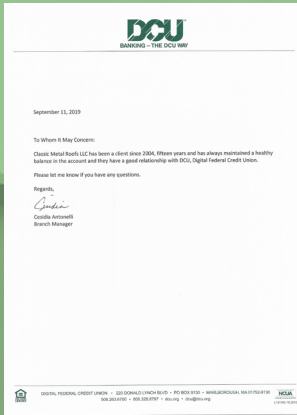 DCU
BANKING – THE DCU WAY
September 11, 2019
To Whom It May Concern:
Classic Metal Roofs LLC has been a client since 2004, fifteen years and has always maintained a healthy
balance in the account and they have a good relationship with DCU, Digital Federal Credit Union.
Please let me know if you have any questions.
Regards,
Cesidia
Cesidia Antonelli
Branch Manager
DIGITAL FEDERAL CREDIT UNION • 220 DONALD LYNCH BLVD • PO BOX 9130 • MARLBOROUGH, MA 01752-9130
508.263.6700 • 800.328.8797 • dcu.org • dcu@dcu.org
NCUA